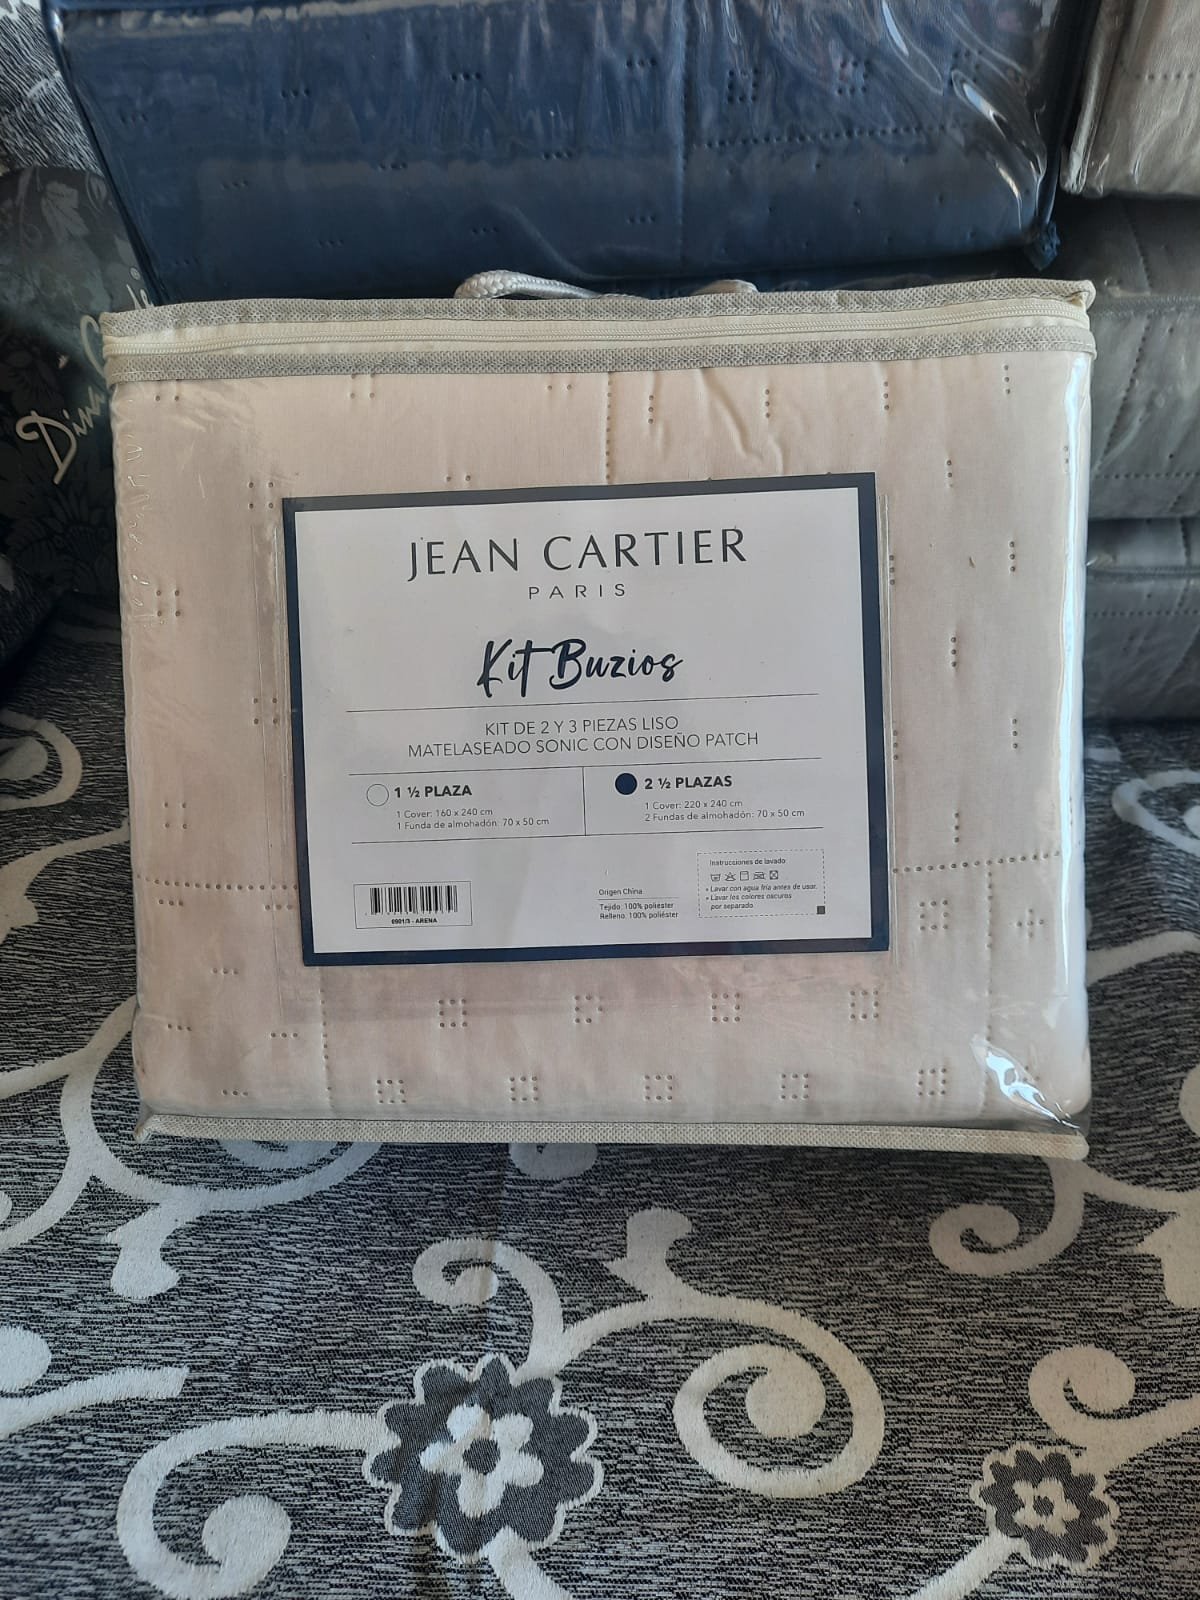 JEAN CARTIER
PARIS
Kit Buzios
KIT DE 2 Y 3 PIEZAS LISO
MATELASEADO SONIC CON DISEÑO PATCH
1 ½ PLAZA
1 Cover: 160 x 240 cm
1 Funda de almohadón: 70 x 50 cm
2 ½ PLAZAS
1 Cover: 220 x 240 cm
2 Fundas de almohadón: 70 x 50 cm
0901/3 - ARENA
Origen China
Tejido: 100% poliester
Relleno: 100% poliéster
Instrucciones de lavado:
• Lavar con agua fría antes de usar.
• Lavar los colores oscuros
por separado.